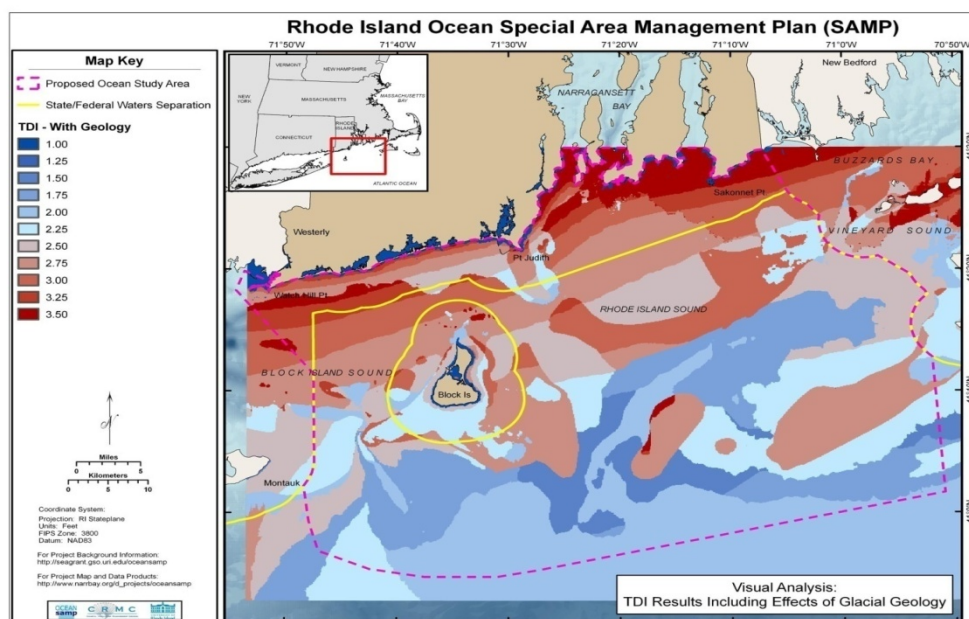 Rhode Island Ocean Special Area Management Plan (SAMP)
71°50'W
71°40'W
71°30'W
71°20'W
71°10'W
71°0'W
Map Key
Proposed Ocean Study Area
State/Federal Waters Separation
TDI - With Geology
1.00
1.25
1.50
1.75
2.00
2.25
2.50
2.75
3.00
3.25
3.50
N
Miles
0 5
Kilometers
0 5 10
Coordinate System:
Projection: RI Stateplane
Units: Feet
FIPS Zone: 3800
Datum: NAD83
For Project Background Information:
http://seagrant.gso.uri.edu/oceansamp
For Project Map and Data Products:
http://www.narrbay.org/d_projects/oceansamp
OCEAN
samp
CRMC
VERMONT
NEW HAMPSHIRE
NEW YORK
MASSACHUSETTS
MASSACHUSETTS
BAY
CONNECTICUT
RHODE
ISLAND
ATLANTIC OCEAN
New Bedford
NARRAGANSETT
BAY
BUZZARDS BAY
Sakonnet Pt
VINEYARD SOUND
Westerly
Pt Judith
Watch Hill Pt
RHODE ISLAND SOUND
BLOCK ISLAND SOUND
Block Is
Montauk
Visual Analysis:
TDI Results Including Effects of Glacial Geology